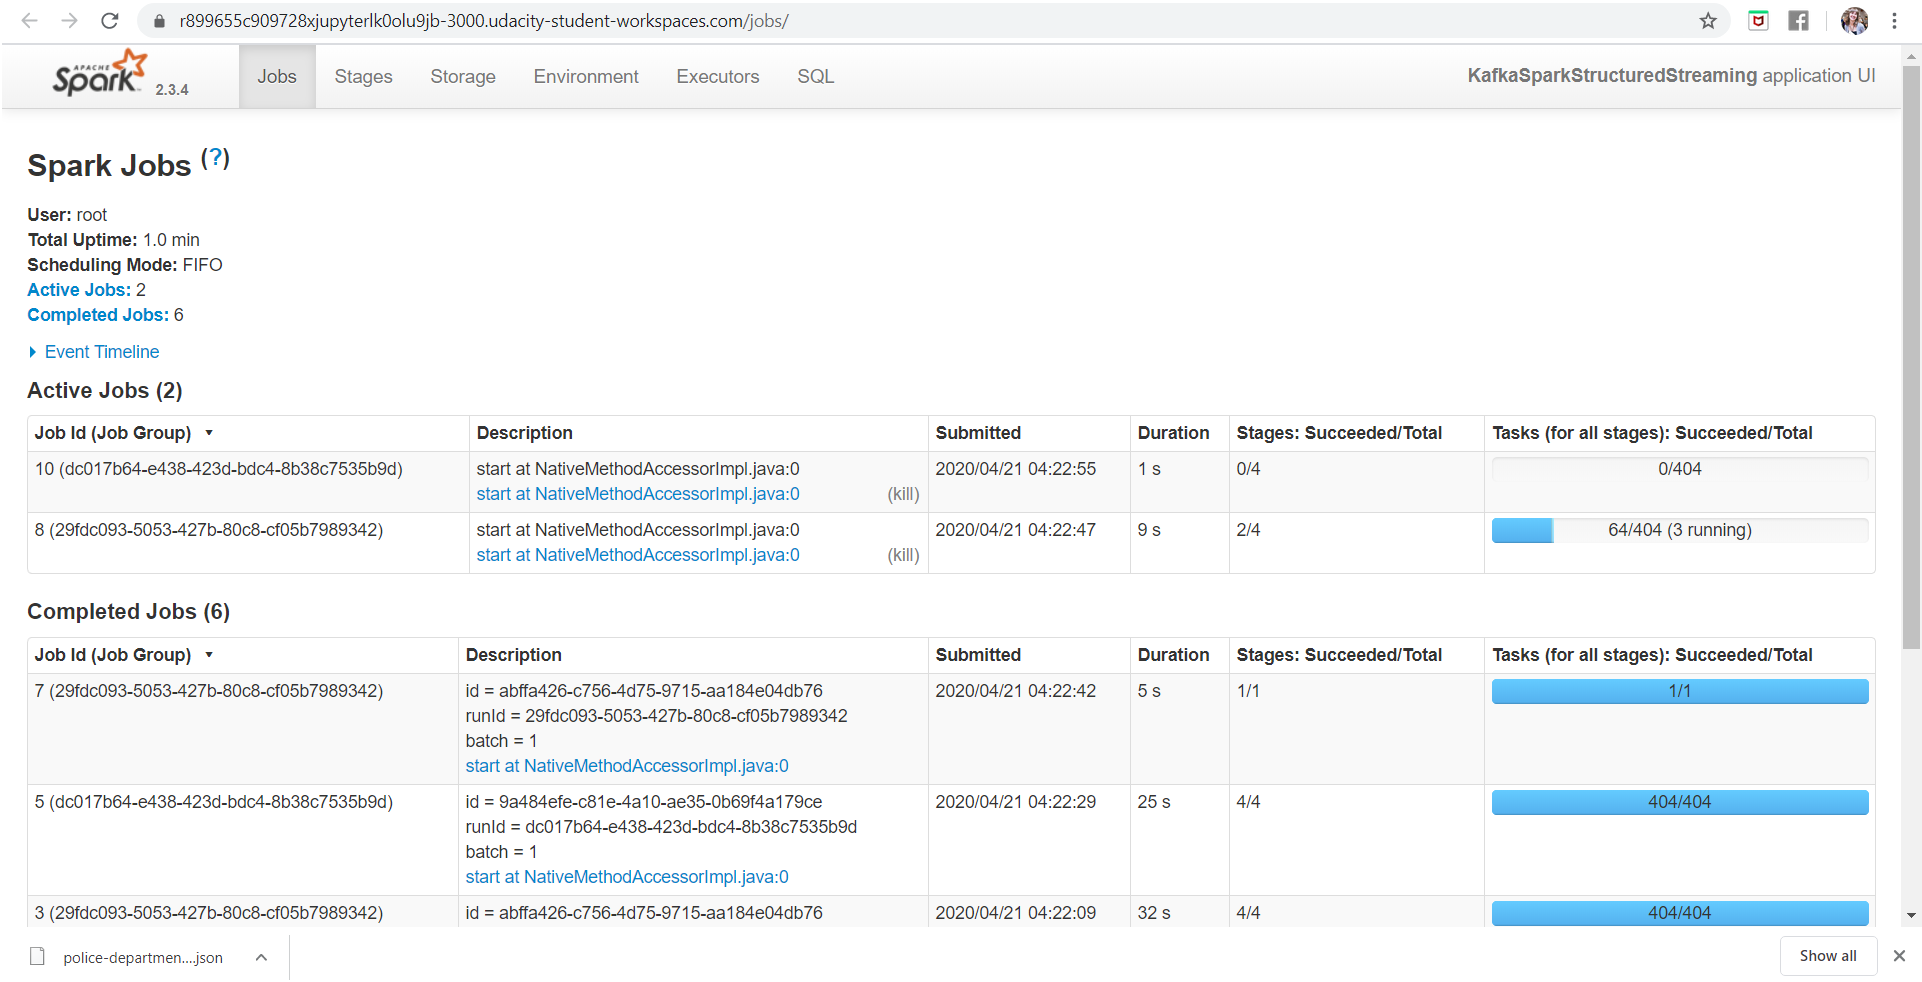 r899655c909728xjupyterlk0olu9jb-3000.udacity-student-workspaces.com/jobs/
APACHE
Spark 2.3.4
Jobs Stages Storage Environment Executors SQL KafkaSparkStructuredStreaming application UI
Spark Jobs (?)
User: root
Total Uptime: 1.0 min
Scheduling Mode: FIFO
Active Jobs: 2
Completed Jobs: 6
Event Timeline
Active Jobs (2)
Job Id (Job Group) Description Submitted Duration Stages: Succeeded/Total Tasks (for all stages): Succeeded/Total
10 (dc017b64-e438-423d-bdc4-8b38c7535b9d) start at NativeMethodAccessorImpl.java:0 2020/04/21 04:22:55 1 s 0/4 0/404
start at NativeMethodAccessorImpl.java:0 (kill)
8 (29fdc093-5053-427b-80c8-cf05b7989342) start at NativeMethodAccessorImpl.java:0 2020/04/21 04:22:47 9 s 2/4 64/404 (3 running)
start at NativeMethodAccessorImpl.java:0 (kill)
Completed Jobs (6)
Job Id (Job Group) Description Submitted Duration Stages: Succeeded/Total Tasks (for all stages): Succeeded/Total
7 (29fdc093-5053-427b-80c8-cf05b7989342) id = abffa426-c756-4d75-9715-aa184e04db76 2020/04/21 04:22:42 5 s 1/1 1/1
runId = 29fdc093-5053-427b-80c8-cf05b7989342
batch = 1
start at NativeMethodAccessorImpl.java:0
5 (dc017b64-e438-423d-bdc4-8b38c7535b9d) id = 9a484efe-c81e-4a10-ae35-0b69f4a179ce 2020/04/21 04:22:29 25 s 4/4 404/404
runId = dc017b64-e438-423d-bdc4-8b38c7535b9d
batch = 1
start at NativeMethodAccessorImpl.java:0
3 (29fdc093-5053-427b-80c8-cf05b7989342) id = abffa426-c756-4d75-9715-aa184e04db76 2020/04/21 04:22:09 32 s 4/4 404/404
police-departmen....json Show all